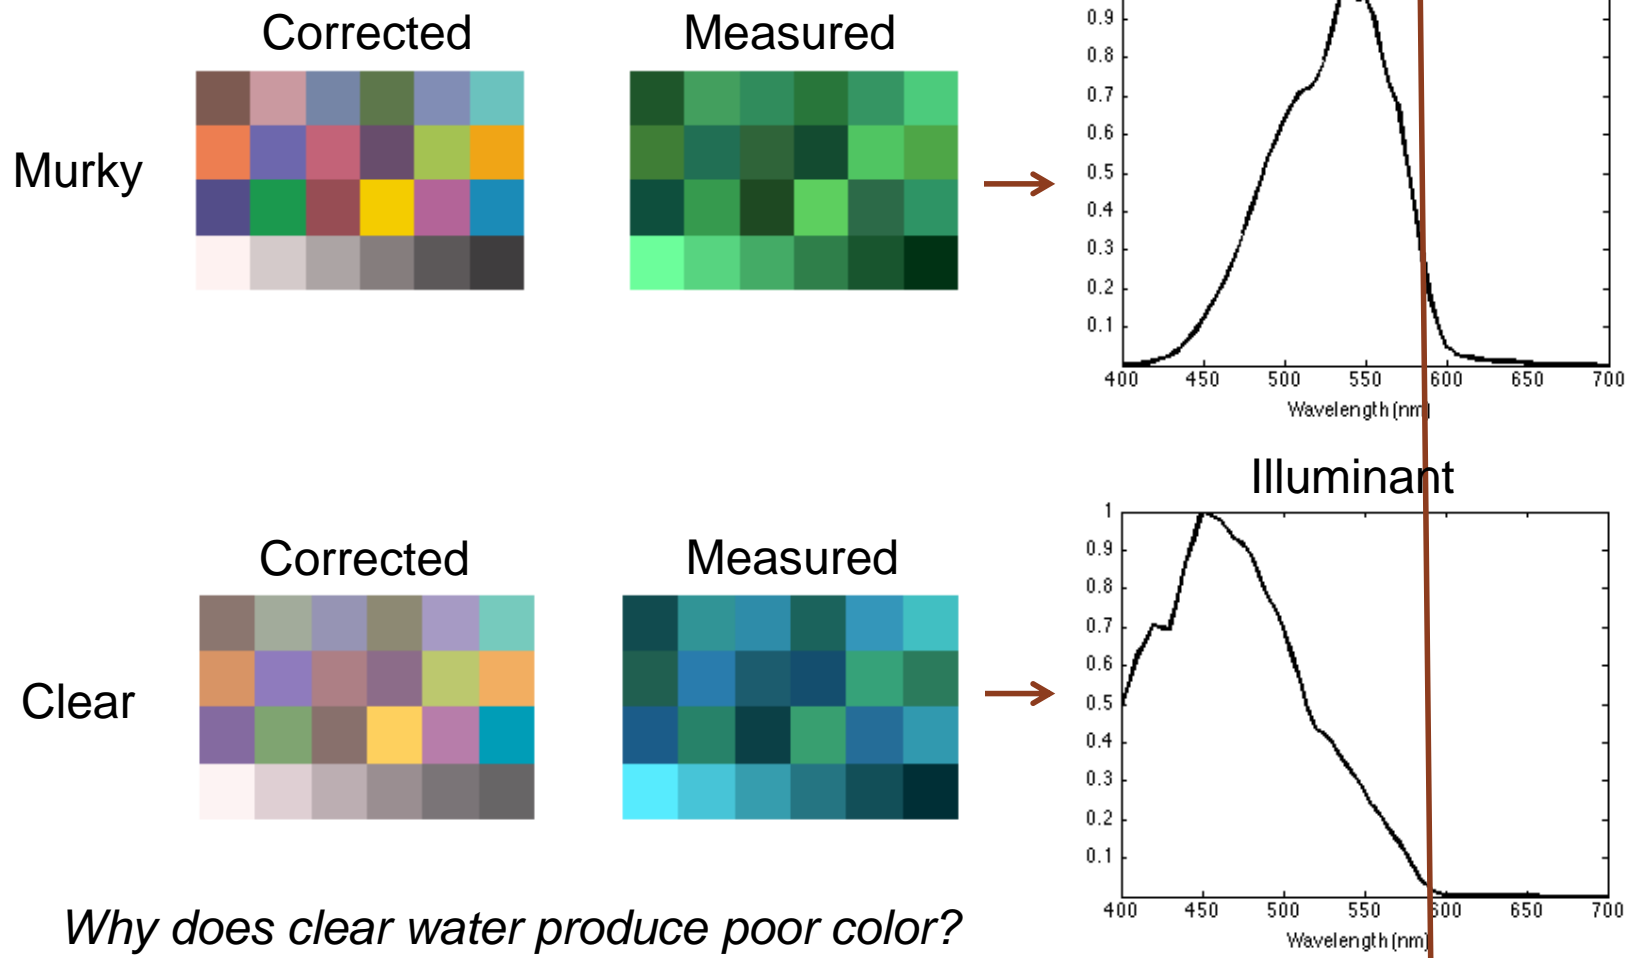 Corrected
Measured
Murky
0.9
0.8
0.7
0.6
0.5
0.4
0.3
0.2
0.1
400 450 500 550 600 650 700
Wavelength (nm)
Illuminant
Corrected
Measured
Clear
1
0.9
0.8
0.7
0.6
0.5
0.4
0.3
0.2
0.1
400 450 500 550 600 650 700
Wavelength (nm)
Why does clear water produce poor color?